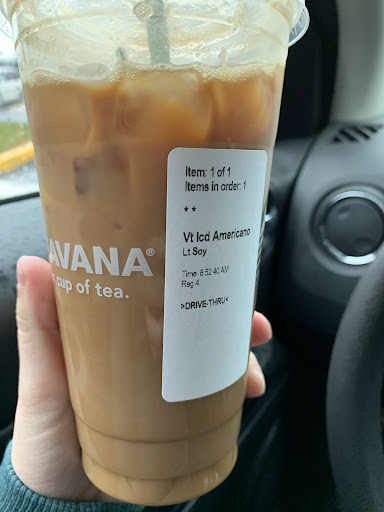 Item: 1 of 1
Items in order: 1
* *
Vt Icd Americano
Lt Soy
Time: 8:52:40 AM
Reg 4
>DRIVE-THRU<
AVANA®
cup of tea.